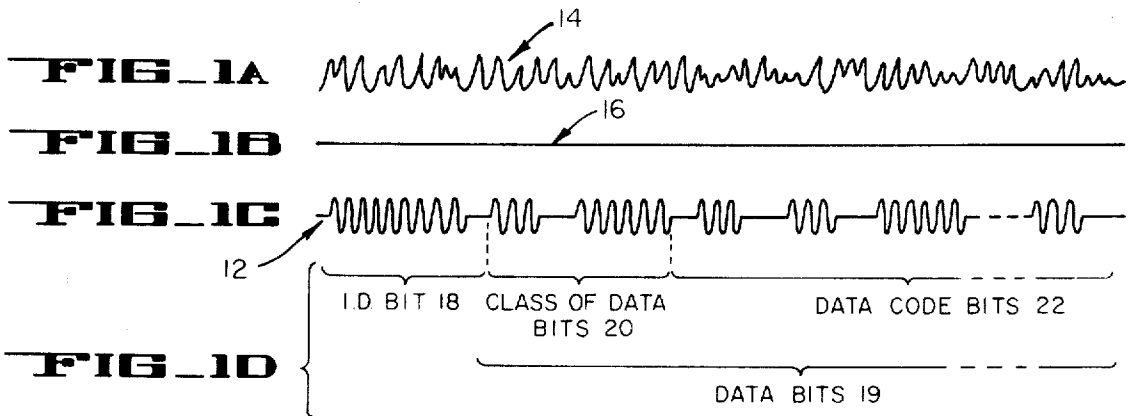 14
FIG_1A
16
FIG_1B
FIG_1C
12
I.D. BIT 18 CLASS OF DATA BITS 20 DATA CODE BITS 22
FIG_1D
DATA BITS 19